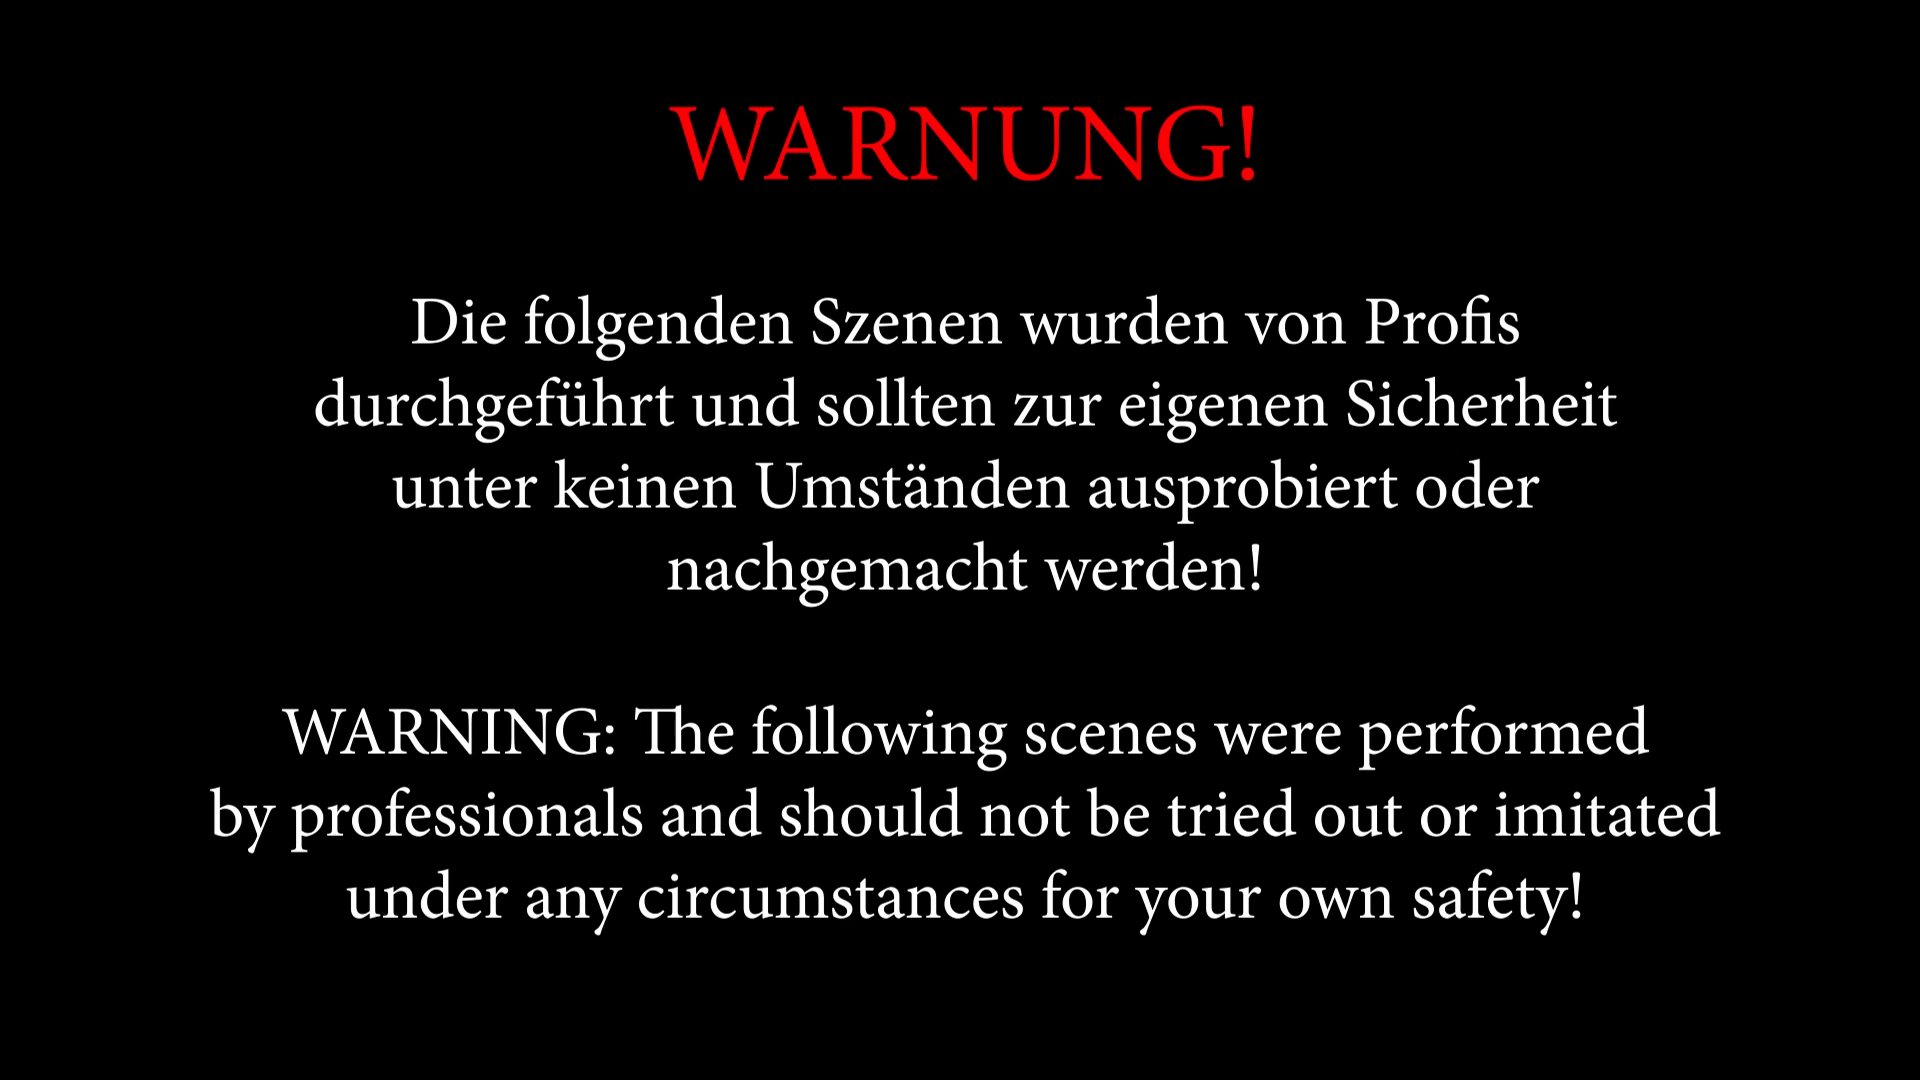 WARNUNG!
Die folgenden Szenen wurden von Profis
durchgeführt und sollten zur eigenen Sicherheit
unter keinen Umständen ausprobiert oder
nachgemacht werden!
WARNING: The following scenes were performed
by professionals and should not be tried out or imitated
under any circumstances for your own safety!